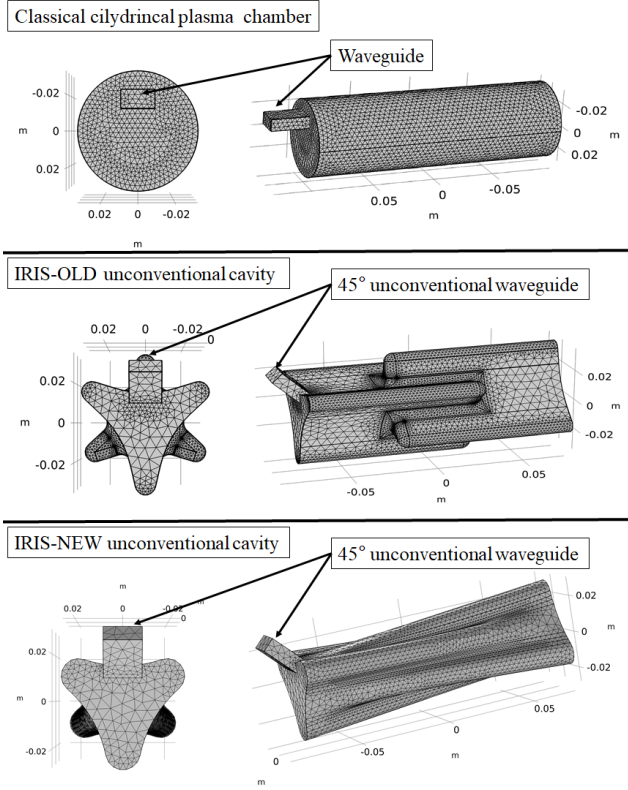 Classical cilydrincal plasma chamber
Waveguide
-0.02
m
0
0.02
0.02
0
-0.02
m
-0.02
0
m
0.02
0.05
0
-0.05
m
IRIS-OLD unconventional cavity
45° unconventional waveguide
0.02
0
-0.02
0
0.02
m
0
-0.02
0.02
0
m
-0.02
-0.05
0
0.05
m
IRIS-NEW unconventional cavity
45° unconventional waveguide
m
0.02
0
-0.02
m
0
0.02
m
0
-0.02
0.02
0
m
-0.02
0.05
0
-0.05
m
0
m